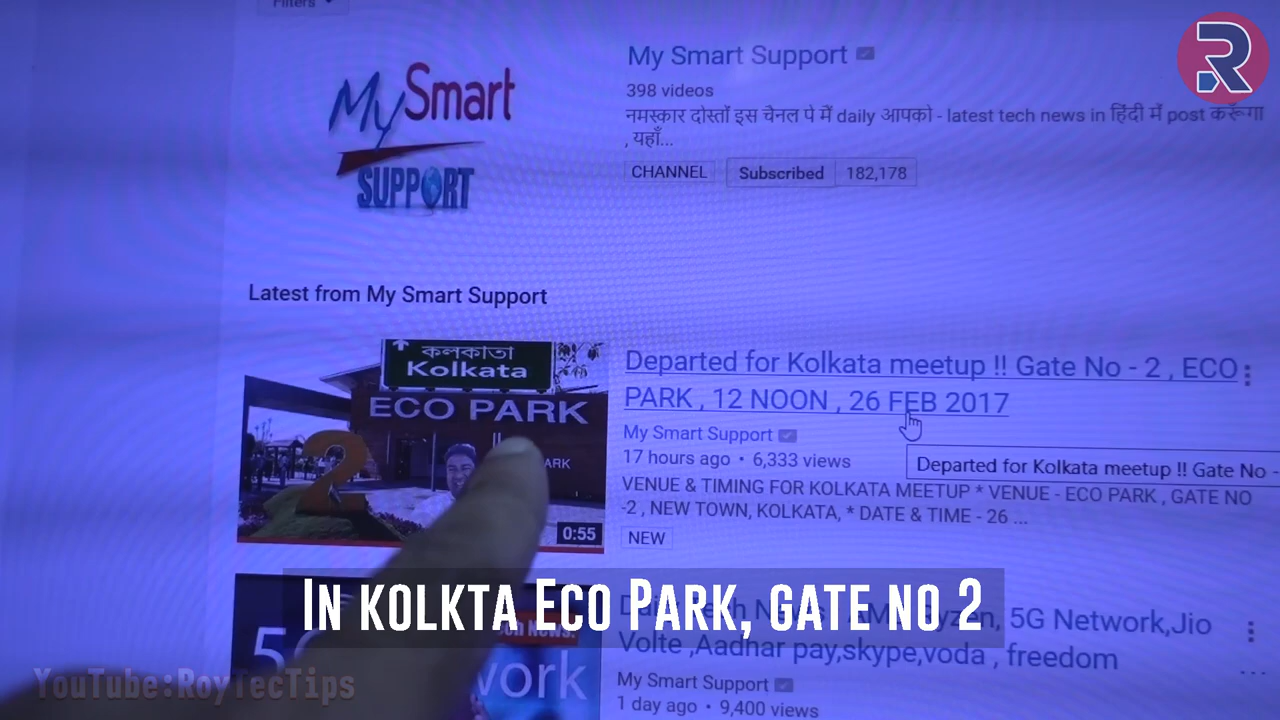 Filters
My Smart Support
398 videos
नमस्कार दोस्तों इस चैनल पे में daily आपको - latest tech news in हिंदी में post करूँगा
, यहाँ...
CHANNEL Subscribed 182,178
My Smart
SUPPORT
Latest from My Smart Support
কলকাতা
Kolkata
ECO PARK
2
PARK
0:55
Departed for Kolkata meetup !! Gate No - 2 , ECO
PARK , 12 NOON , 26 FEB 2017
My Smart Support
17 hours ago • 6,333 views
Departed for Kolkata meetup !! Gate No -
VENUE & TIMING FOR KOLKATA MEETUP * VENUE - ECO PARK , GATE NO
-2 , NEW TOWN, KOLKATA, * DATE & TIME - 26 ...
NEW
In kolkta Eco Park, gate no 2
5G Network,Jio
Volte ,Aadhar pay,skype,voda , freedom
My Smart Support
1 day ago • 9,400 views
YouTube:RoyTecTips